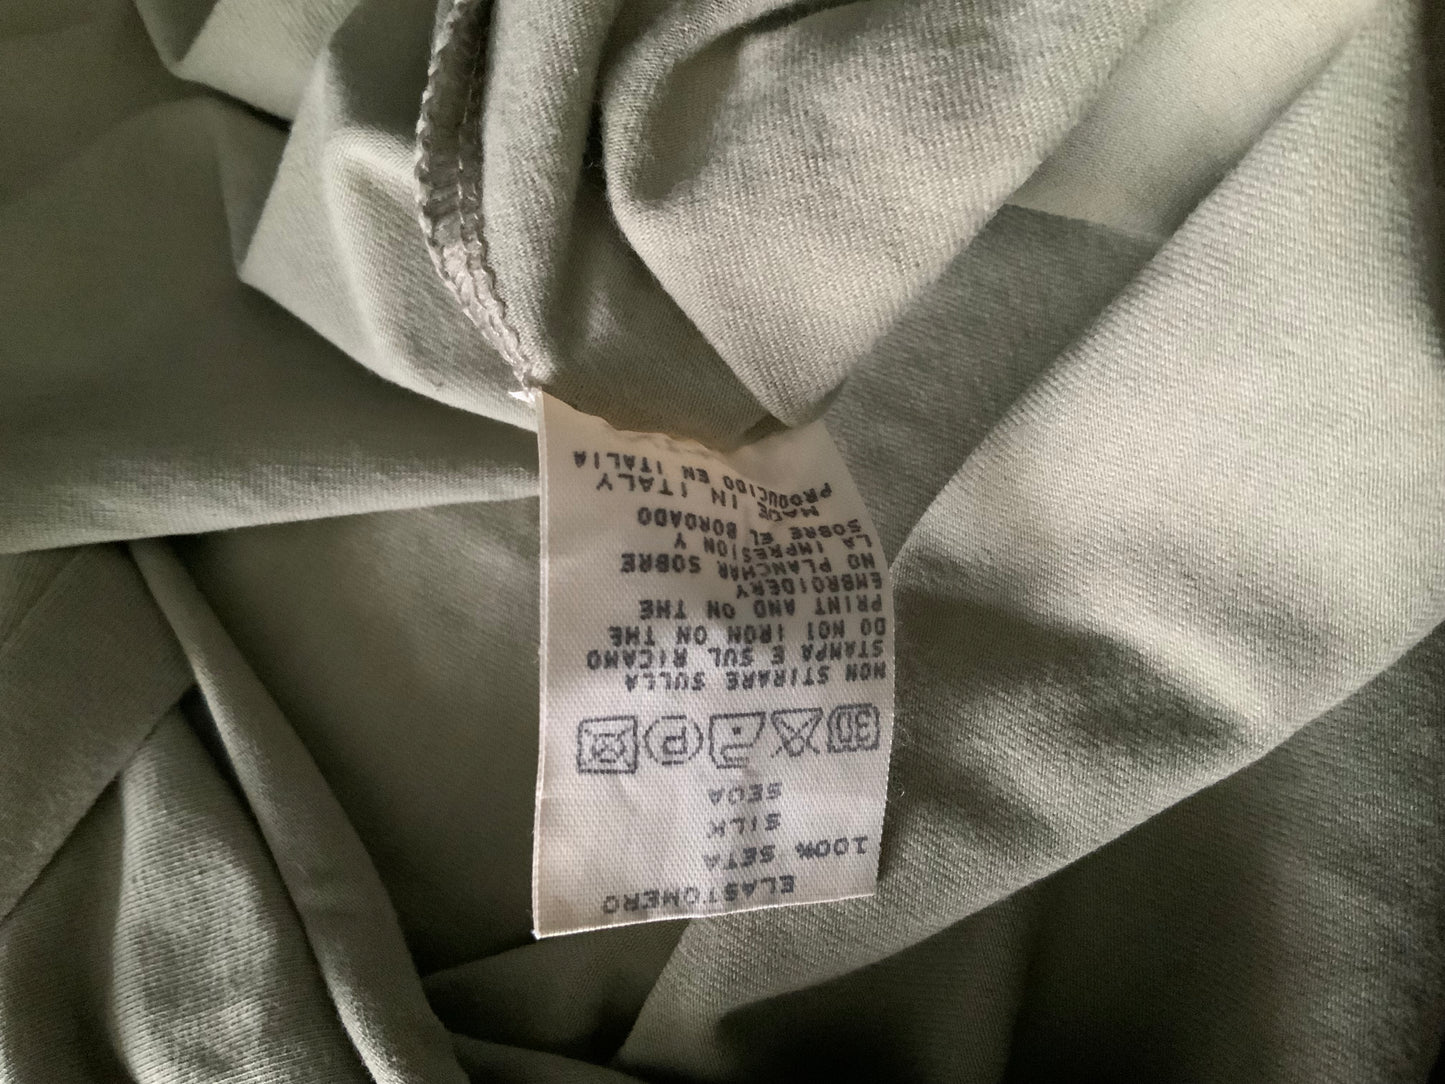 ELASTOMERO
100% SETA
SILK
SEDA
30 P
NON STIRARE SULLA
STAMPA E SUL RICAMO
DO NOT IRON ON THE
PRINT AND ON THE
EMBROIDERY
NO PLANCHAR SOBRE
LA IMPRESION Y
SOBRE EL BORDADO
MADE IN ITALY
PRODUCIDO EN ITALIA